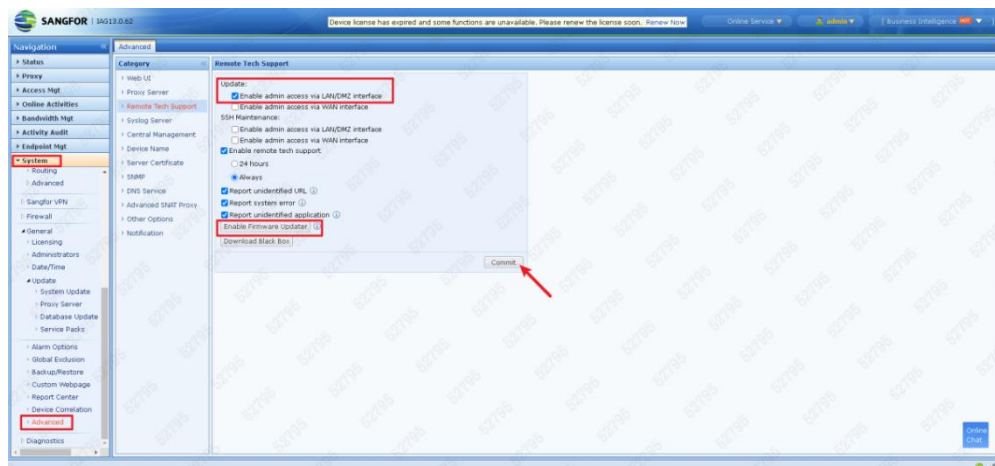 SANGFOR | IAG13.0.62
Device license has expired and some functions are unavailable. Please renew the license soon. Renew Now
Online Service
admin
Business Intelligence
Navigation
Status
Proxy
Access Mgt
Online Activities
Bandwidth Mgt
Activity Audit
Endpoint Mgt
System
Routing
Advanced
Sangfor VPN
Firewall
General
Licensing
Administrators
Date/Time
Update
System Update
Proxy Server
Database Update
Service Packs
Alarm Options
Global Exclusion
Backup/Restore
Custom Webpage
Report Center
Device Correlation
Advanced
Diagnostics
Advanced
Category
Web UI
Proxy Server
Remote Tech Support
Syslog Server
Central Management
Device Name
Server Certificate
SNMP
DNS Service
Advanced SNAT Proxy
Other Options
Notification
Remote Tech Support
Update:
Enable admin access via LAN/DMZ interface
Enable admin access via WAN interface
SSH Maintenance:
Enable admin access via LAN/DMZ interface
Enable admin access via WAN interface
Enable remote tech support
24 hours
Always
Report unidentified URL
Report system error
Report unidentified application
Enable Firmware Updater
Download Black Box
Commit
Online
Chat
52795